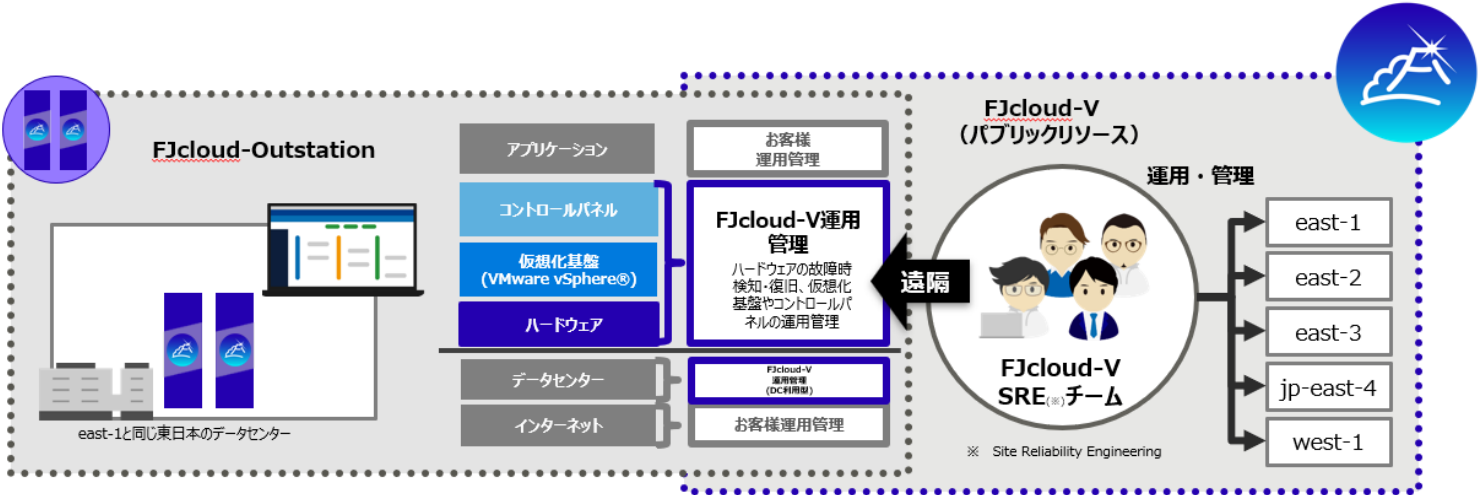 FJcloud-Outstation
east-1と同じ東日本のデータセンター
アプリケーション
コントロールパネル
仮想化基盤
(VMware vSphere®)
ハードウェア
データセンター
インターネット
お客様
運用管理
FJcloud-V運用
管理
ハードウェアの故障時
検知・復旧、仮想化
基盤やコントロールパ
ネルの運用管理
FJcloud-V
運用管理
(DC利用型)
お客様運用管理
遠隔
FJcloud-V
（パブリックリソース）
運用・管理
FJcloud-V
SRE(※)チーム
※ Site Reliability Engineering
east-1
east-2
east-3
jp-east-4
west-1